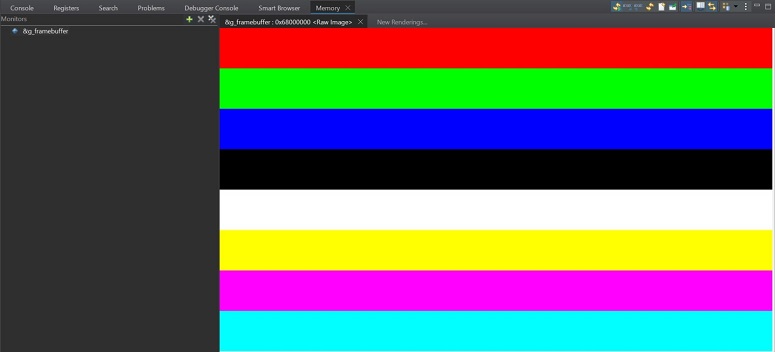 Console Registers Search Problems Debugger Console Smart Browser Memory
Monitors
&g_framebuffer : 0x68000000 <Raw Image> New Renderings...
&g_framebuffer